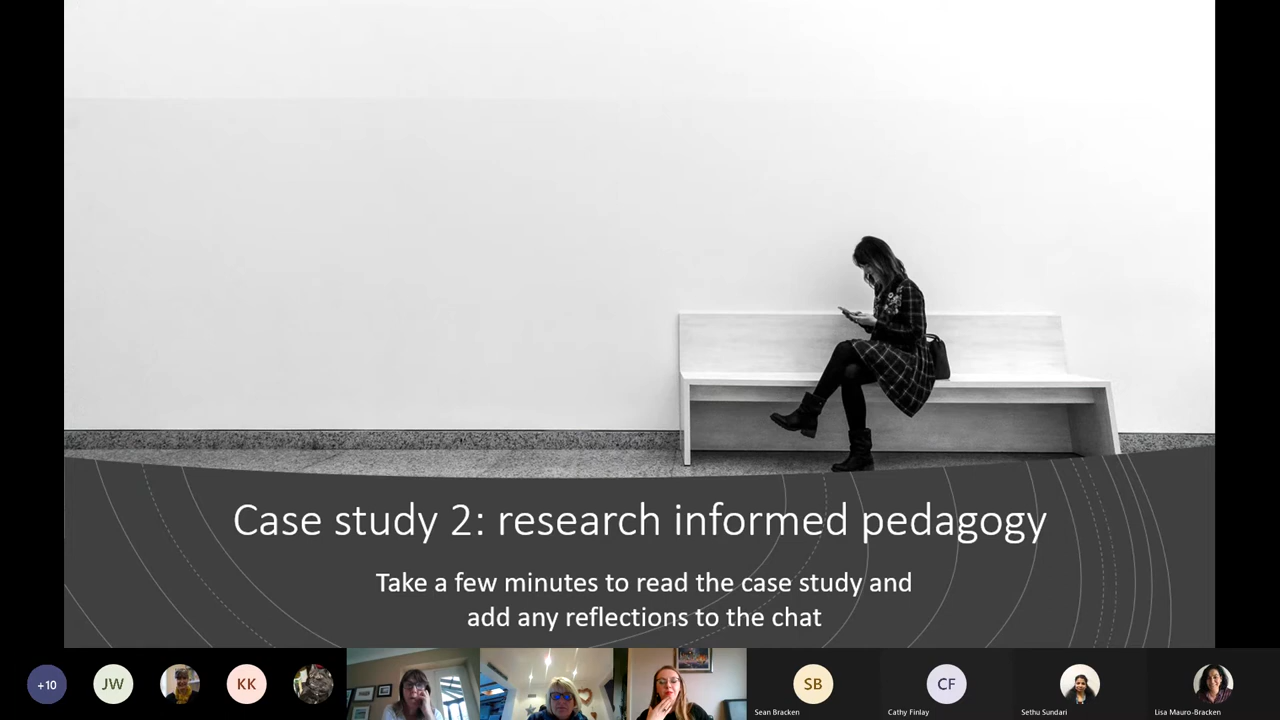 Case study 2: research informed pedagogy
Take a few minutes to read the case study and
add any reflections to the chat
+10
JW
KK
SB
CF
Sean Bracken
Cathy Finlay
Sethu Sundari
Lisa Mauro-Bracken